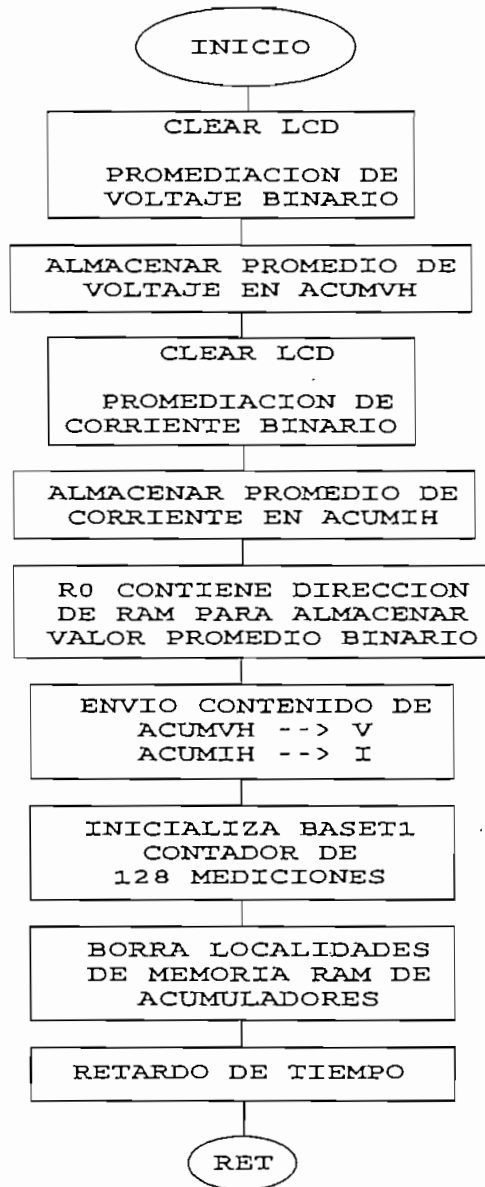 INICIO
CLEAR LCD
PROMEDIACION DE
VOLTAJE BINARIO
ALMACENAR PROMEDIO DE
VOLTAJE EN ACUMVH
CLEAR LCD
PROMEDIACION DE
CORRIENTE BINARIO
ALMACENAR PROMEDIO DE
CORRIENTE EN ACUMIH
R0 CONTIENE DIRECCION
DE RAM PARA ALMACENAR
VALOR PROMEDIO BINARIO
ENVIO CONTENIDO DE
ACUMVH --> V
ACUMIH --> I
INICIALIZA BASET1
CONTADOR DE
128 MEDICIONES
BORRA LOCALIDADES
DE MEMORIA RAM DE
ACUMULADORES
RETARDO DE TIEMPO
RET